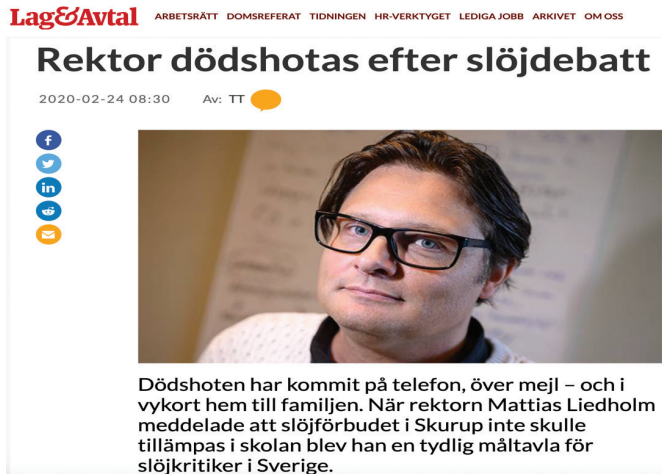 Lag&Avtal ARBETSRÄTT DOMSREFERAT TIDNINGEN HR-VERKTYGET LEDIGA JOBB ARKIVET OM OSS
Rektor dödshotas efter slöjdebatt
2020-02-24 08:30 Av: TT
Dödshoten har kommit på telefon, över mejl – och i
vykort hem till familjen. När rektorn Mattias Liedholm
meddelade att slöjförbudet i Skurup inte skulle
tillämpas i skolan blev han en tydlig måltavla för
slöjkritiker i Sverige.